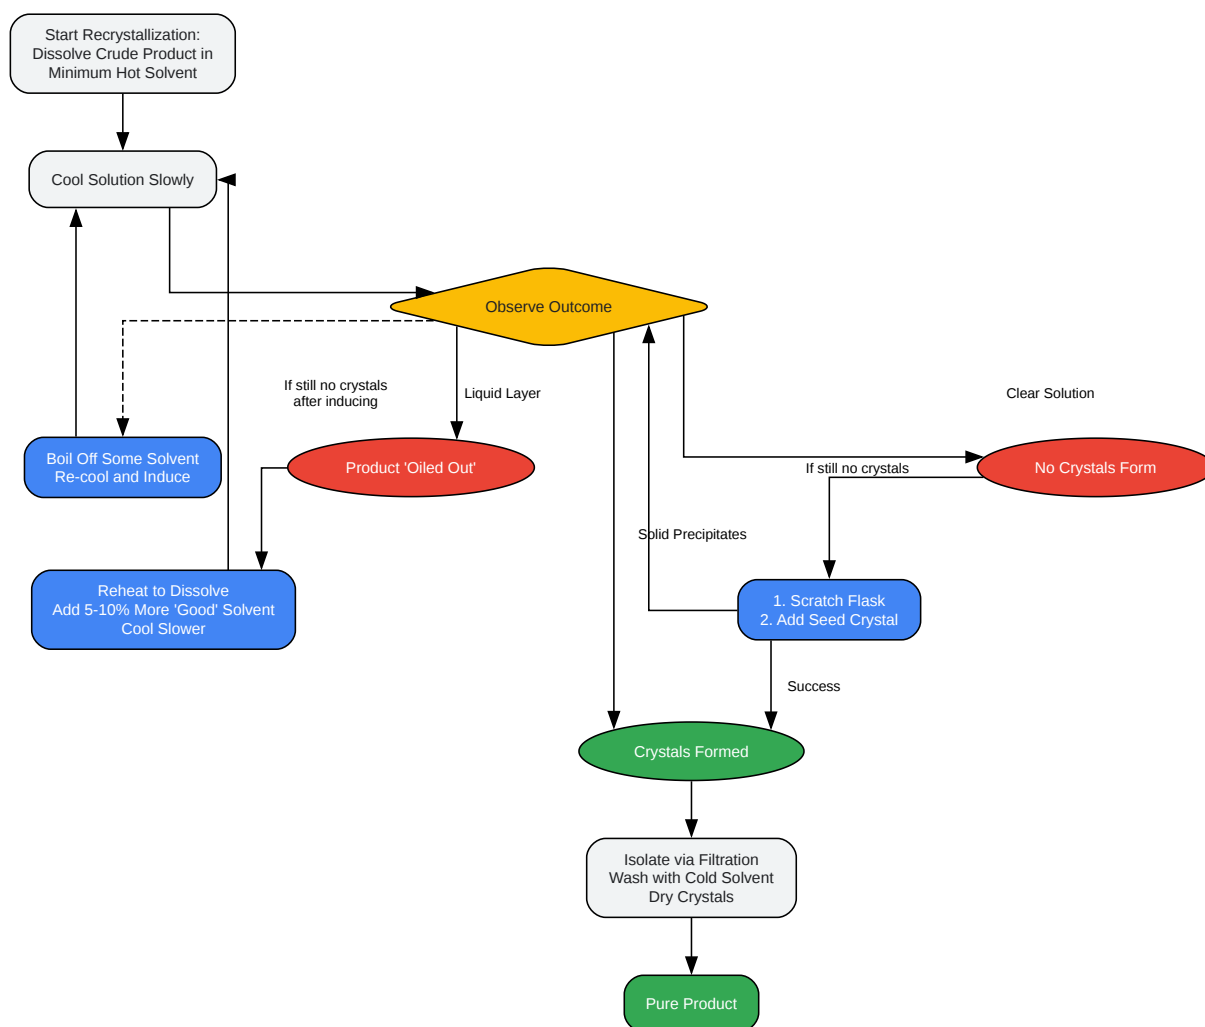 Start Recrystallization:
Dissolve Crude Product in
Minimum Hot Solvent
Cool Solution Slowly
Observe Outcome
If still no crystals
after inducing
Liquid Layer
Clear Solution
Boil Off Some Solvent
Re-cool and Induce
Product 'Oiled Out'
If still no crystals
No Crystals Form
Solid Precipitates
Reheat to Dissolve
Add 5-10% More 'Good' Solvent
Cool Slower
1. Scratch Flask
2. Add Seed Crystal
Success
Crystals Formed
Isolate via Filtration
Wash with Cold Solvent
Dry Crystals
Pure Product